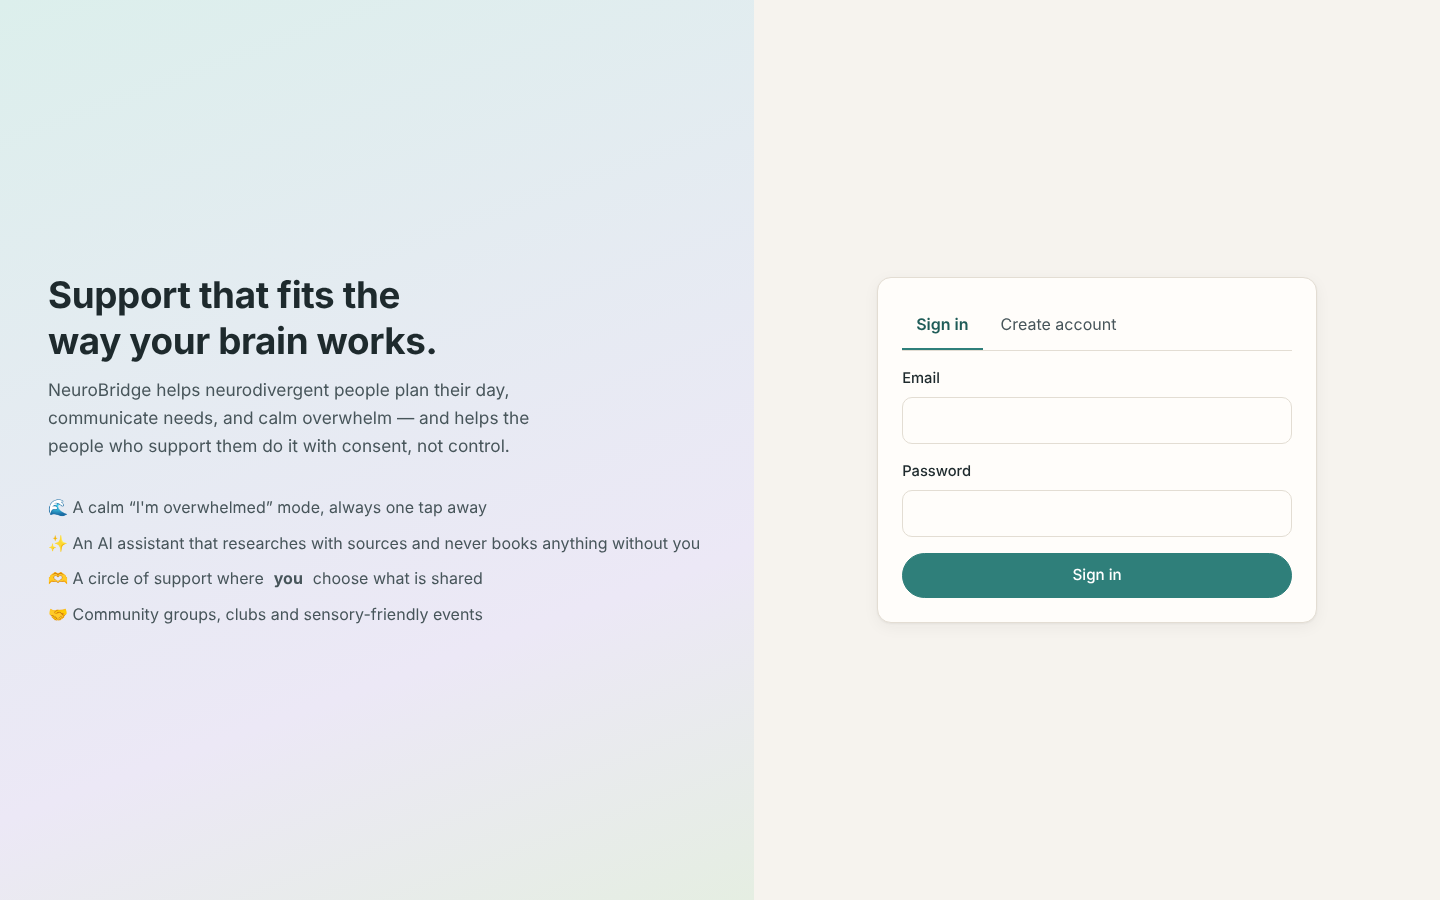 Support that fits the
way your brain works.
NeuroBridge helps neurodivergent people plan their day,
communicate needs, and calm overwhelm — and helps the
people who support them do it with consent, not control.
🌊 A calm “I'm overwhelmed” mode, always one tap away
✨ An AI assistant that researches with sources and never books anything without you
🫶 A circle of support where you choose what is shared
🤝 Community groups, clubs and sensory-friendly events
Sign in
Create account
Email
Password
Sign in